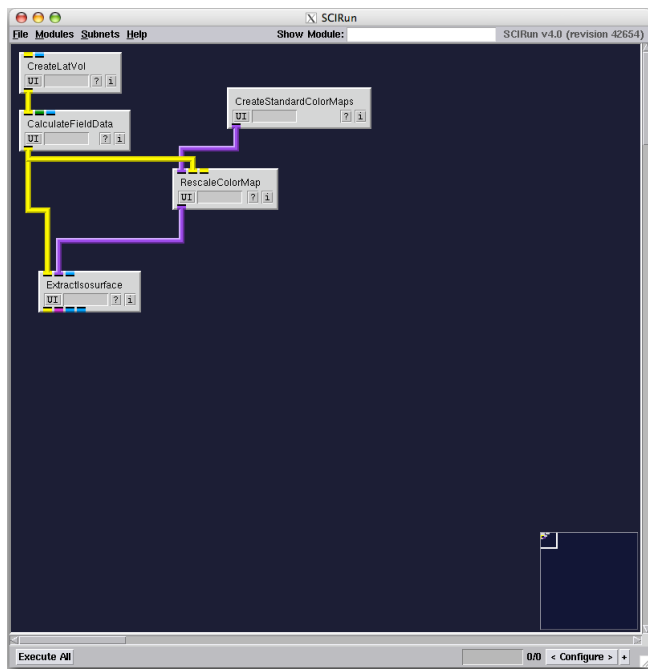 SCIRun
File Modules Subnets Help Show Module: SCIRun v4.0 (revision 42654)
CreateLatVol
UI ? i
CreateStandardColorMaps
UI ? i
CalculateFieldData
UI ? i
RescaleColorMap
UI ? i
ExtractIsosurface
UI ? i
Execute All 0/0 < Configure > +